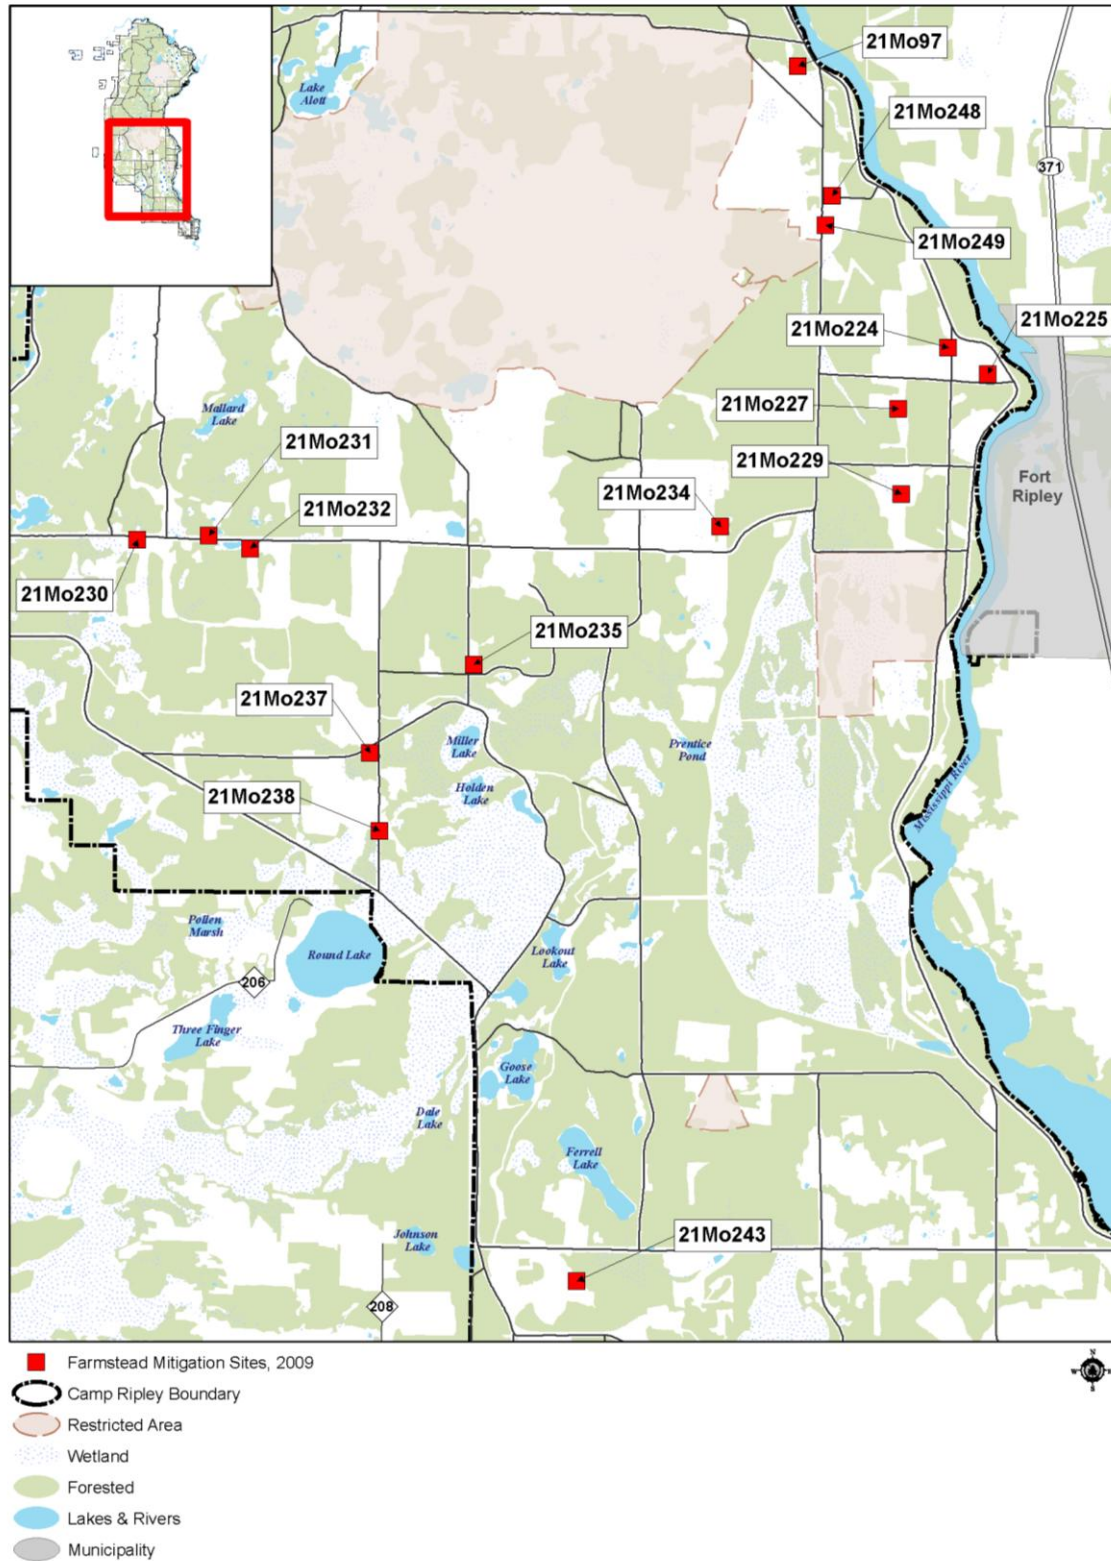 21Mo97
Lake
Alott
21Mo248
371
21Mo249
21Mo224
21Mo225
21Mo227
Mallard
Lake
21Mo231
21Mo229
Fort
Ripley
21Mo234
21Mo232
21Mo230
21Mo235
21Mo237
Miller
Lake
Prentice
Pond
Holden
Lake
21Mo238
Mississippi River
Pollen
Marsh
Round Lake
Lookout
Lake
206
Three Finger
Lake
Goose
Lake
Dale
Lake
Ferrell
Lake
Johnson
Lake
21Mo243
208
Farmstead Mitigation Sites, 2009
Camp Ripley Boundary
Restricted Area
Wetland
Forested
Lakes & Rivers
Municipality
N
W
E
S